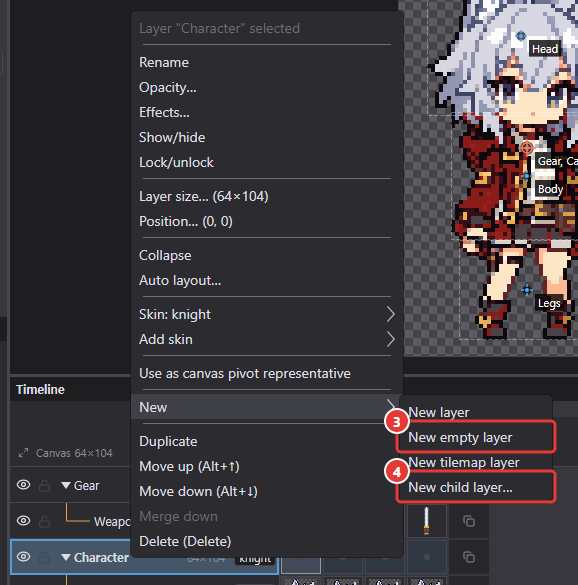 Layer "Character" selected
Rename
Opacity...
Effects...
Show/hide
Lock/unlock
Layer size... (64×104)
Position... (0, 0)
Collapse
Auto layout...
Skin: knight
Add skin
Use as canvas pivot representative
New
Duplicate
Move up (Alt+↑)
Move down (Alt+↓)
Merge down
Delete (Delete)
New layer
3
New empty layer
New tilemap layer
4
New child layer...
Head
Gear, Ca
Body
Legs
Timeline
Canvas 64×104
Gear
Weapo
Character
64×104
knight